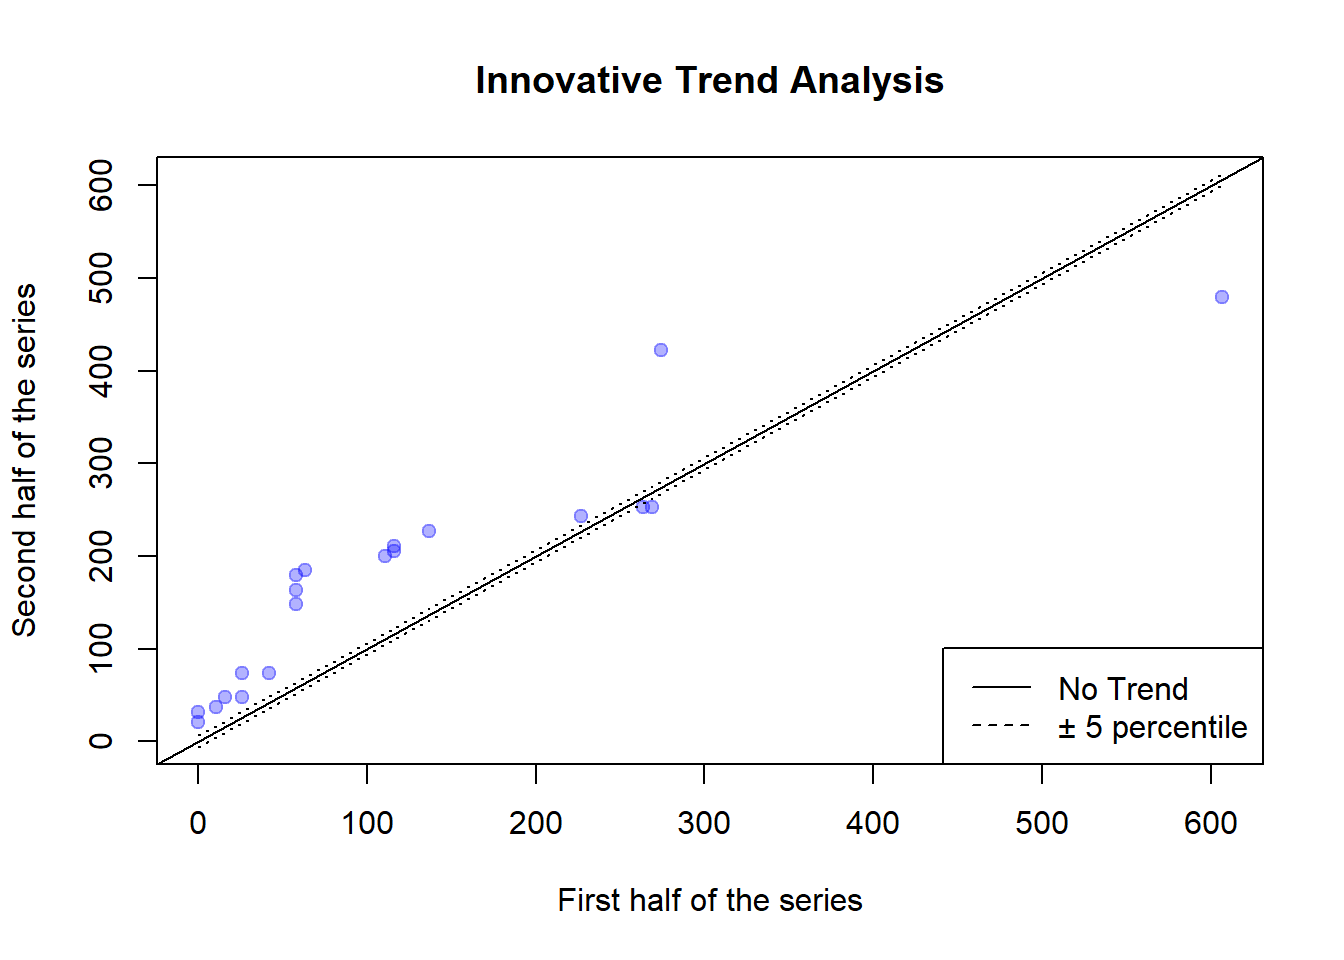 Innovative Trend Analysis
Second half of the series
600
500
400
300
200
100
0
No Trend
± 5 percentile
0 100 200 300 400 500 600
First half of the series